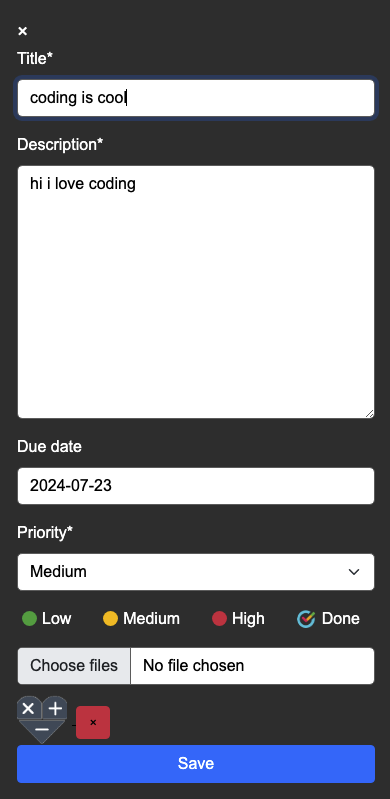 ×
Title*
coding is cool
Description*
hi i love coding
Due date
2024-07-23
Priority*
Medium
Low Medium High Done
Choose files No file chosen
× + −
- ×
Save